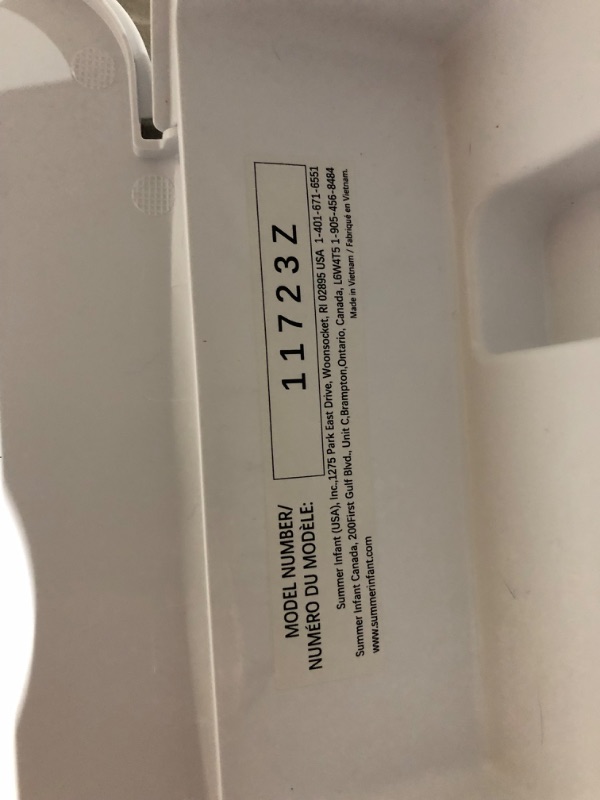 MODEL NUMBER/
NUMÉRO DU MODÈLE:
11723Z
Summer Infant (USA), Inc.,1275 Park East Drive, Woonsocket, RI 02895 USA 1-401-671-6551
Summer Infant Canada, 200First Gulf Blvd., Unit C,Brampton,Ontario, Canada, L6W4T5 1-905-456-8484
www.summerinfant.com
Made in Vietnam / Fabriqué en Vietnam.